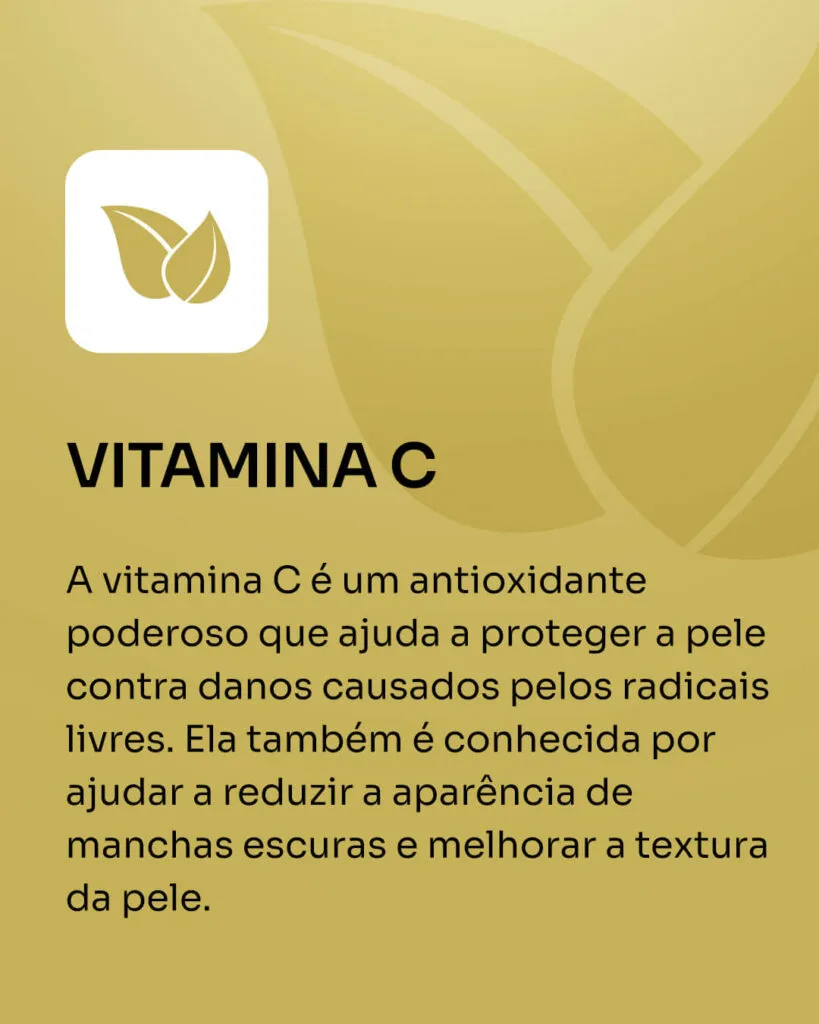 VITAMINA C
A vitamina C é um antioxidante
poderoso que ajuda a proteger a pele
contra danos causados pelos radicais
livres. Ela também é conhecida por
ajudar a reduzir a aparência de
manchas escuras e melhorar a textura
da pele.